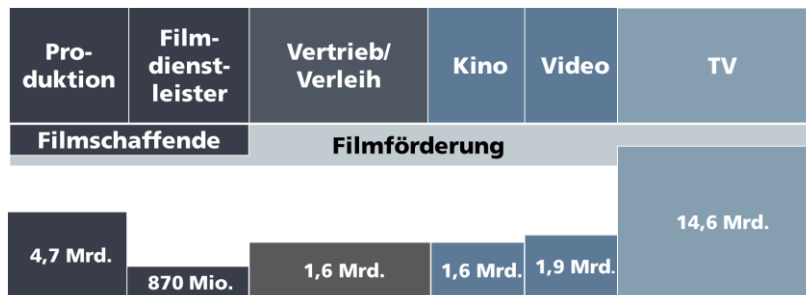 Pro-
duktion
Film-
dienst-
leister
Vertrieb/
Verleih
Kino
Video
TV
Filmschaffende
Filmförderung
4,7 Mrd.
870 Mio.
1,6 Mrd.
1,6 Mrd.
1,9 Mrd.
14,6 Mrd.